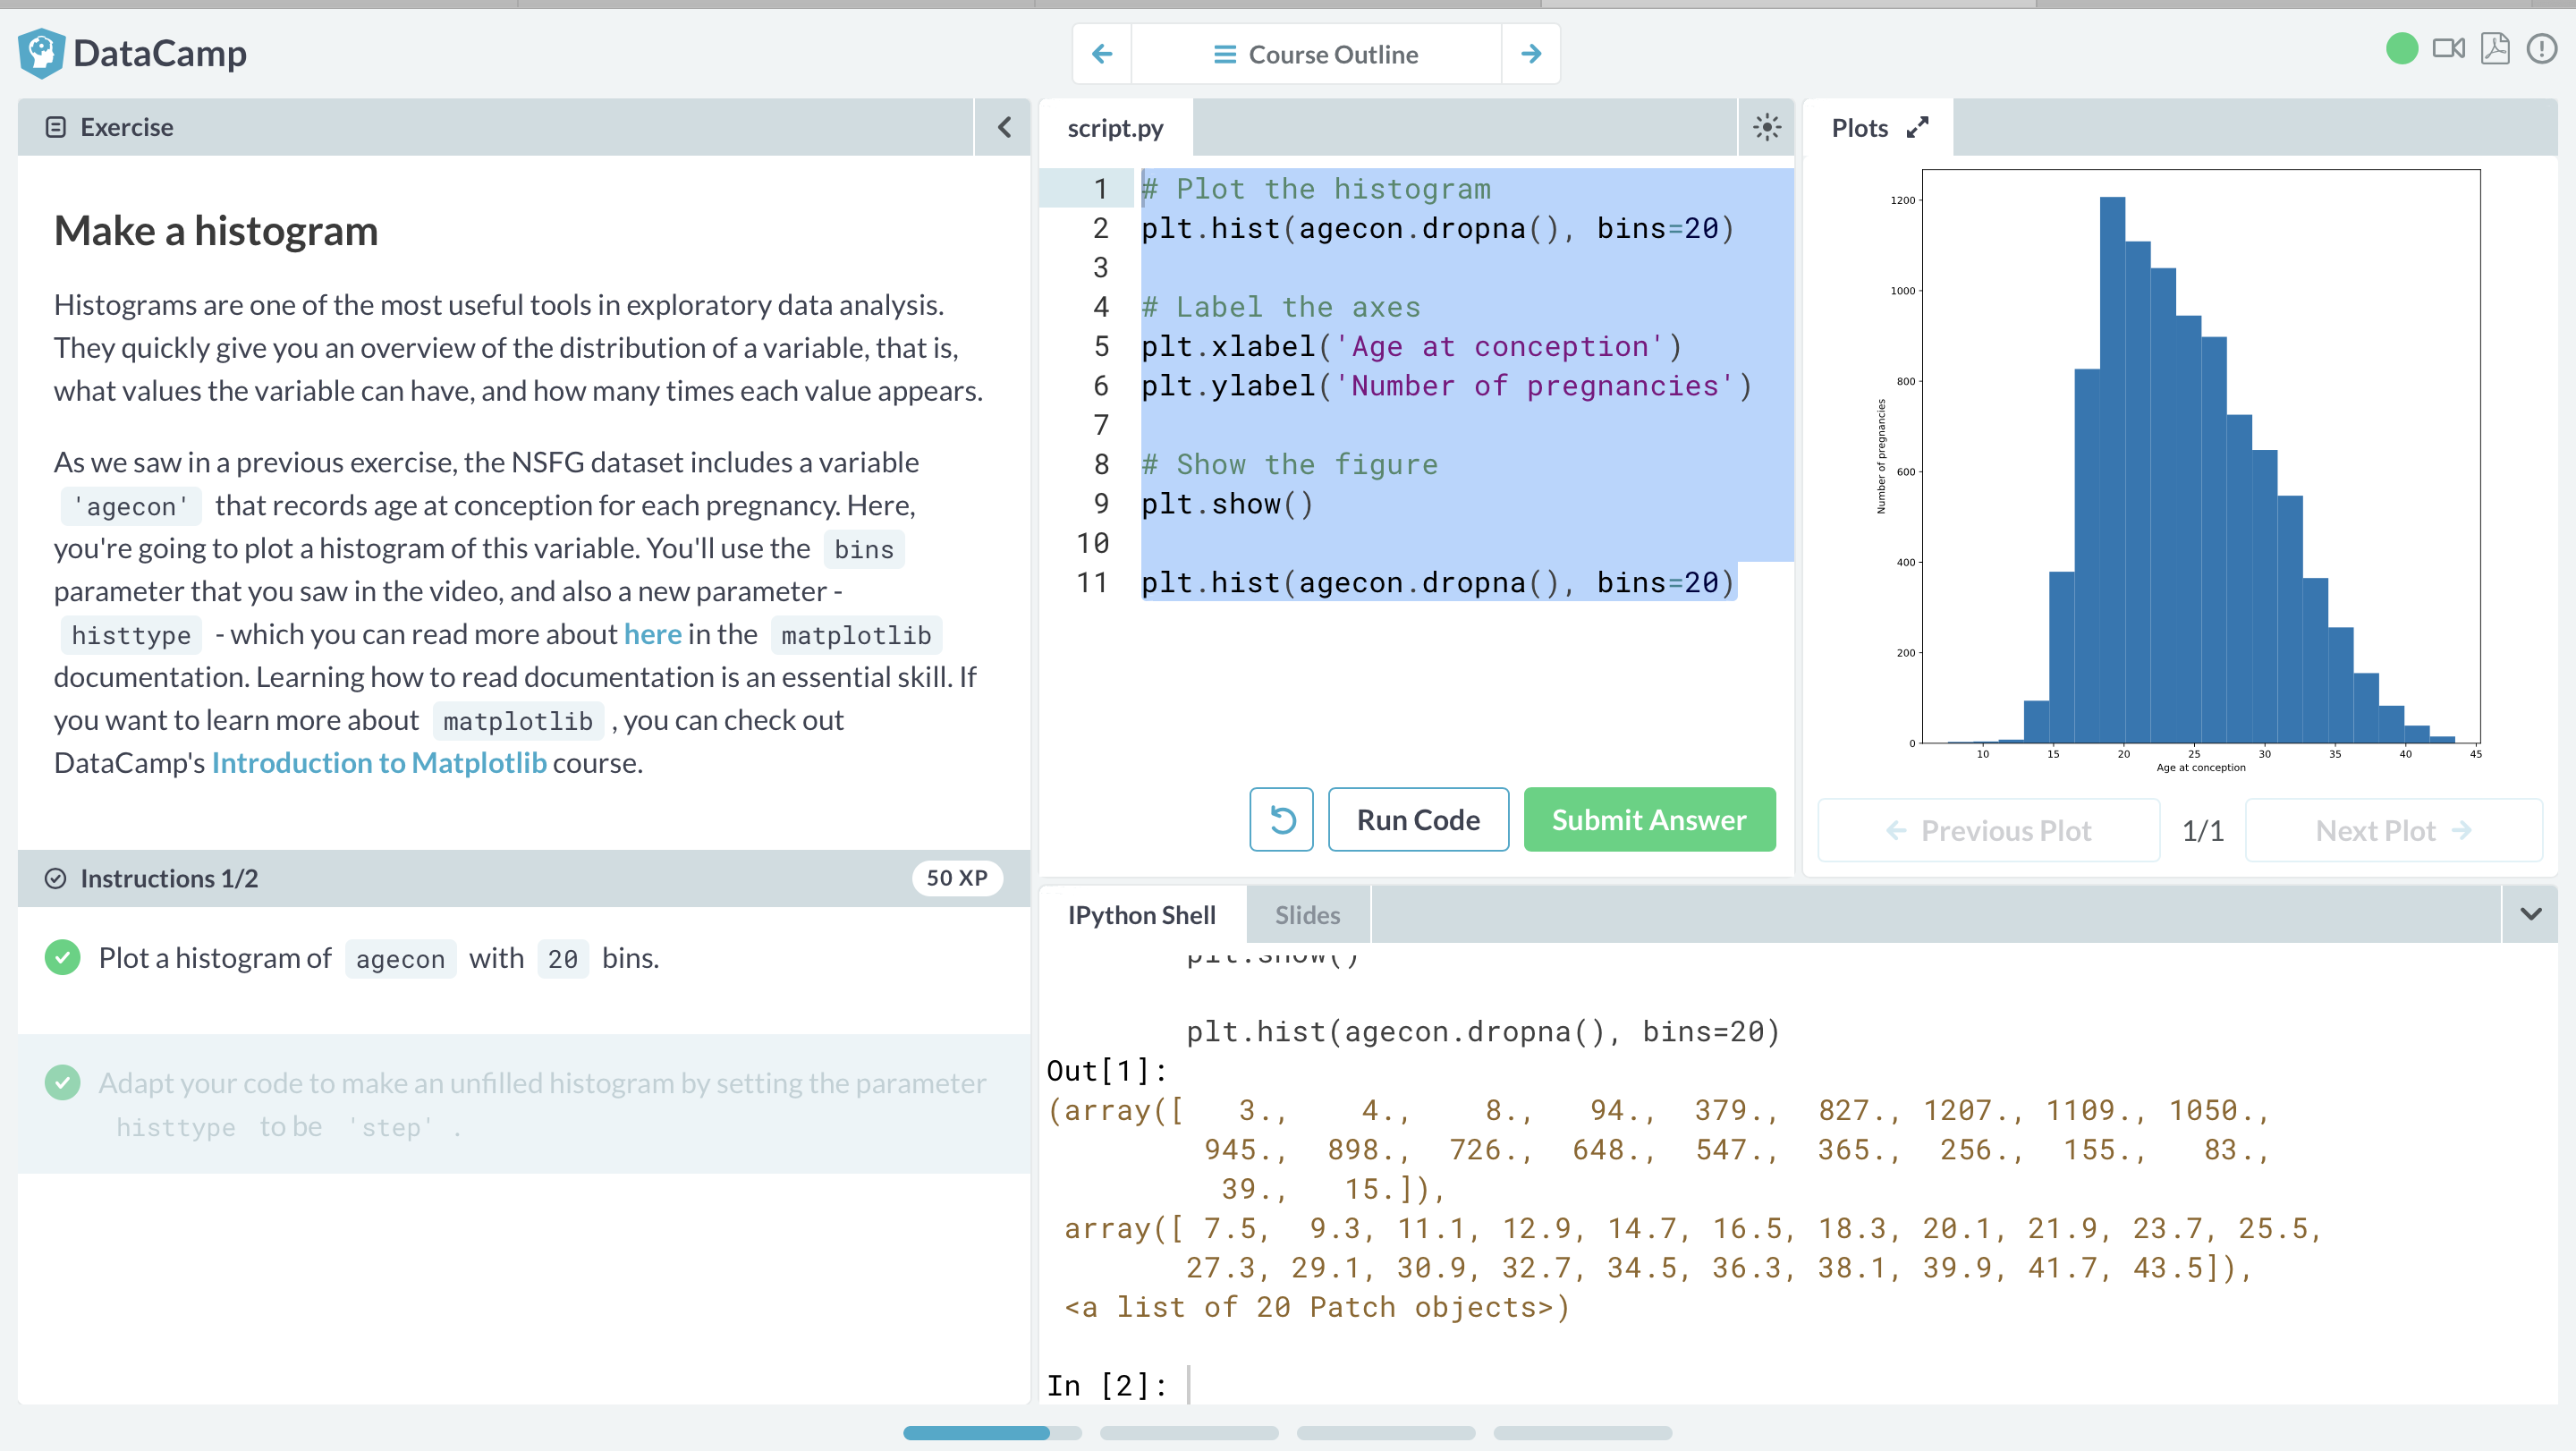 DataCamp
Course Outline
Exercise
Make a histogram
Histograms are one of the most useful tools in exploratory data analysis.
They quickly give you an overview of the distribution of a variable, that is,
what values the variable can have, and how many times each value appears.
As we saw in a previous exercise, the NSFG dataset includes a variable
'agecon' that records age at conception for each pregnancy. Here,
you're going to plot a histogram of this variable. You'll use the bins
parameter that you saw in the video, and also a new parameter -
histtype - which you can read more about here in the matplotlib
documentation. Learning how to read documentation is an essential skill. If
you want to learn more about matplotlib , you can check out
DataCamp's Introduction to Matplotlib course.
Instructions 1/2
50 XP
Plot a histogram of agecon with 20 bins.
Adapt your code to make an unfilled histogram by setting the parameter
histtype to be 'step' .
script.py
1 # Plot the histogram
2 plt.hist(agecon.dropna(), bins=20)
3
4 # Label the axes
5 plt.xlabel('Age at conception')
6 plt.ylabel('Number of pregnancies')
7
8 # Show the figure
9 plt.show()
10
11 plt.hist(agecon.dropna(), bins=20)
Run Code
Submit Answer
Plots
1200
1000
800
600
400
200
0
Number of pregnancies
10 15 20 25 30 35 40 45
Age at conception
Previous Plot
1/1
Next Plot
IPython Shell
Slides
plt.show()
plt.hist(agecon.dropna(), bins=20)
Out[1]:
(array([ 3., 4., 8., 94., 379., 827., 1207., 1109., 1050.,
945., 898., 726., 648., 547., 365., 256., 155., 83.,
39., 15.]),
array([ 7.5, 9.3, 11.1, 12.9, 14.7, 16.5, 18.3, 20.1, 21.9, 23.7, 25.5,
27.3, 29.1, 30.9, 32.7, 34.5, 36.3, 38.1, 39.9, 41.7, 43.5]),
<a list of 20 Patch objects>)
In [2]: